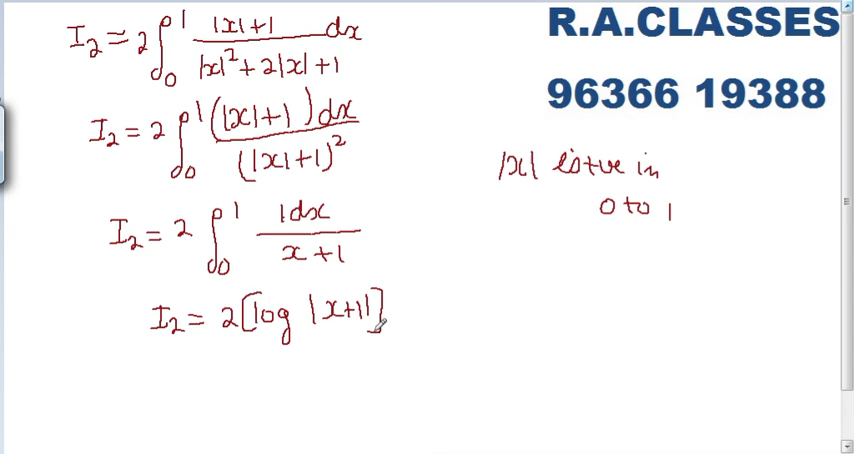 I₂ = 2 ∫₀¹ (|x|+1)/(|x|²+2|x|+1) dx
R.A.CLASSES
96366 19388
I₂ = 2 ∫₀¹ (|x|+1)dx/(|x|+1)²
|x| is +ve in
0 to 1
I₂ = 2 ∫₀¹ 1dx/(x+1)
I₂ = 2[log |x+1|]